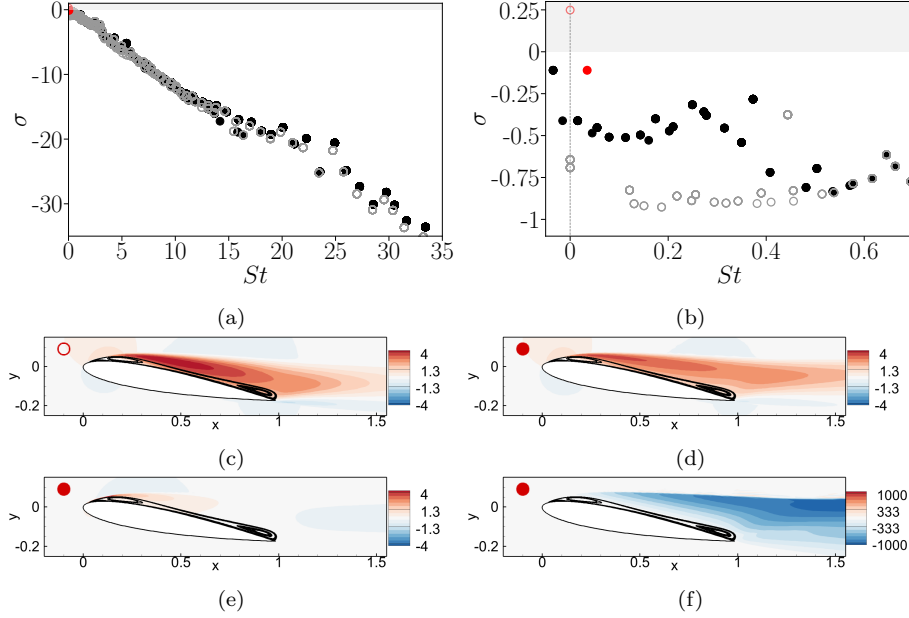 0
-10
-20
-30
σ
0 5 10 15 20 25 30 35
St
(a)
0.25
0
-0.25
-0.5
-0.75
-1
σ
0 0.2 0.4 0.6
St
(b)
0
-0.2
y
0 0.5 1 1.5
x
4
1.3
-1.3
-4
(c)
0
-0.2
y
0 0.5 1 1.5
x
4
1.3
-1.3
-4
(d)
0
-0.2
y
0 0.5 1 1.5
x
4
1.3
-1.3
-4
(e)
0
-0.2
y
0 0.5 1 1.5
x
1000
333
-333
-1000
(f)